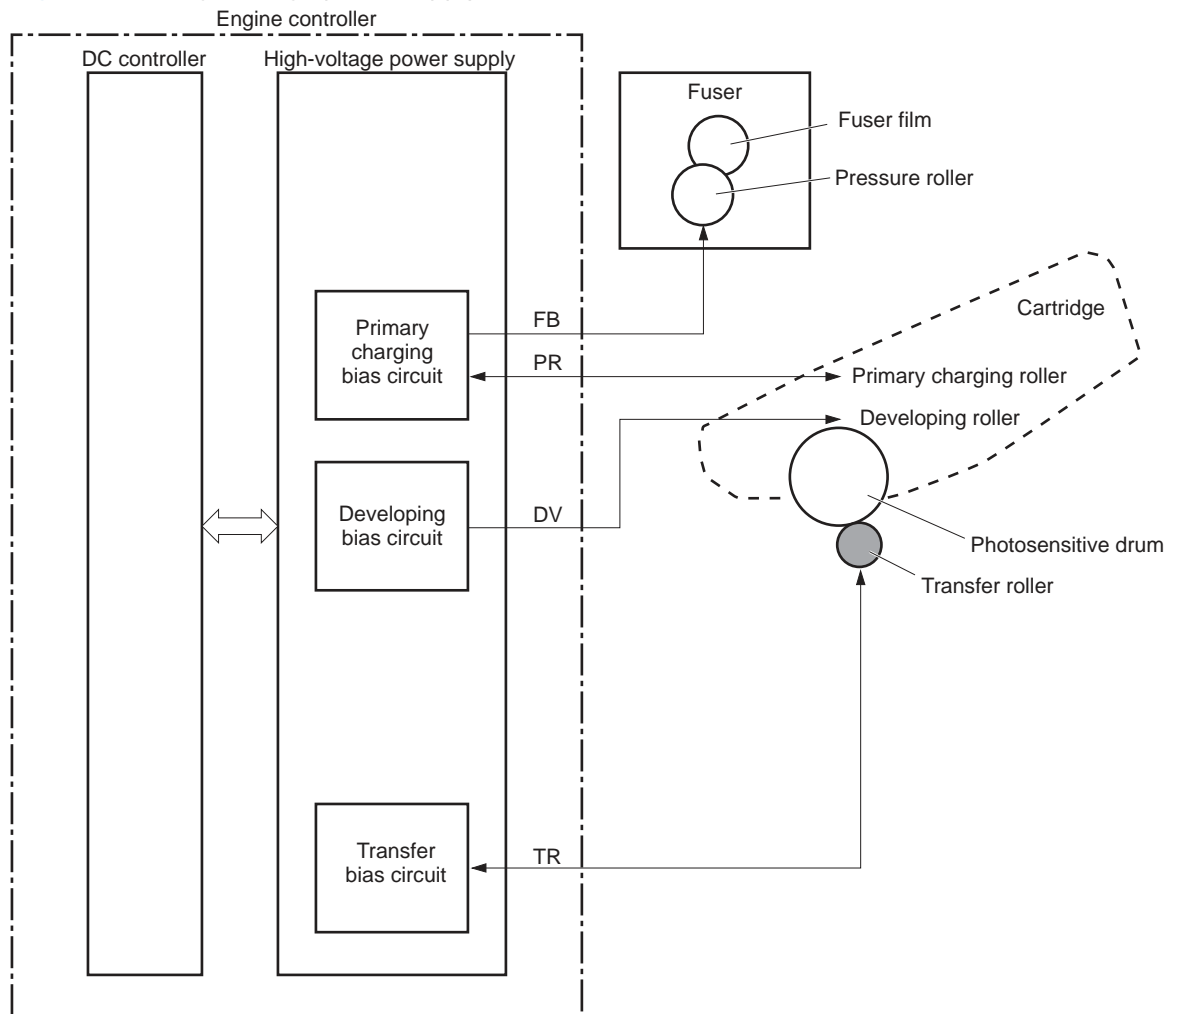 Engine controller
DC controller
High-voltage power supply
Fuser
Fuser film
Pressure roller
Cartridge
Primary
charging
bias circuit
FB
PR
Primary charging roller
Developing roller
Developing
bias circuit
DV
Photosensitive drum
Transfer roller
Transfer
bias circuit
TR